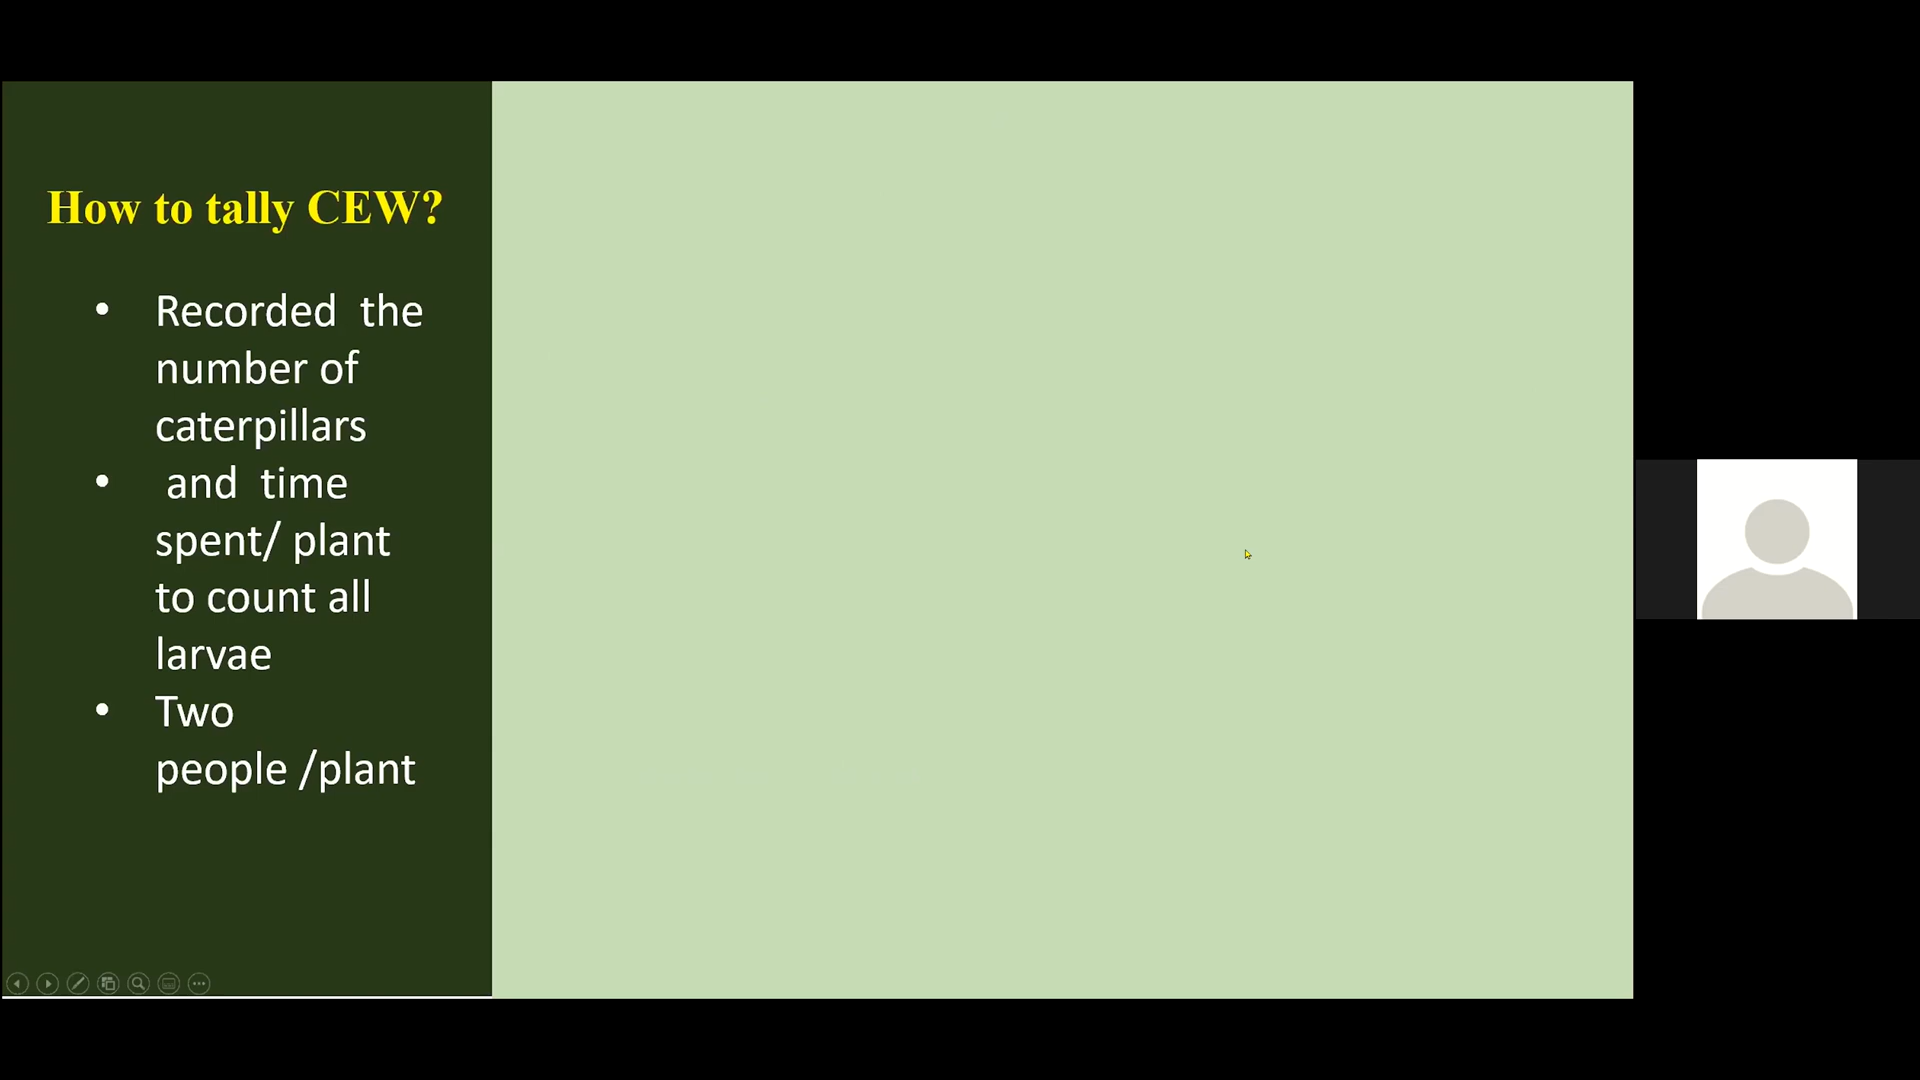 How to tally CEW?
• Recorded the
number of
caterpillars
• and time
spent/ plant
to count all
larvae
• Two
people /plant